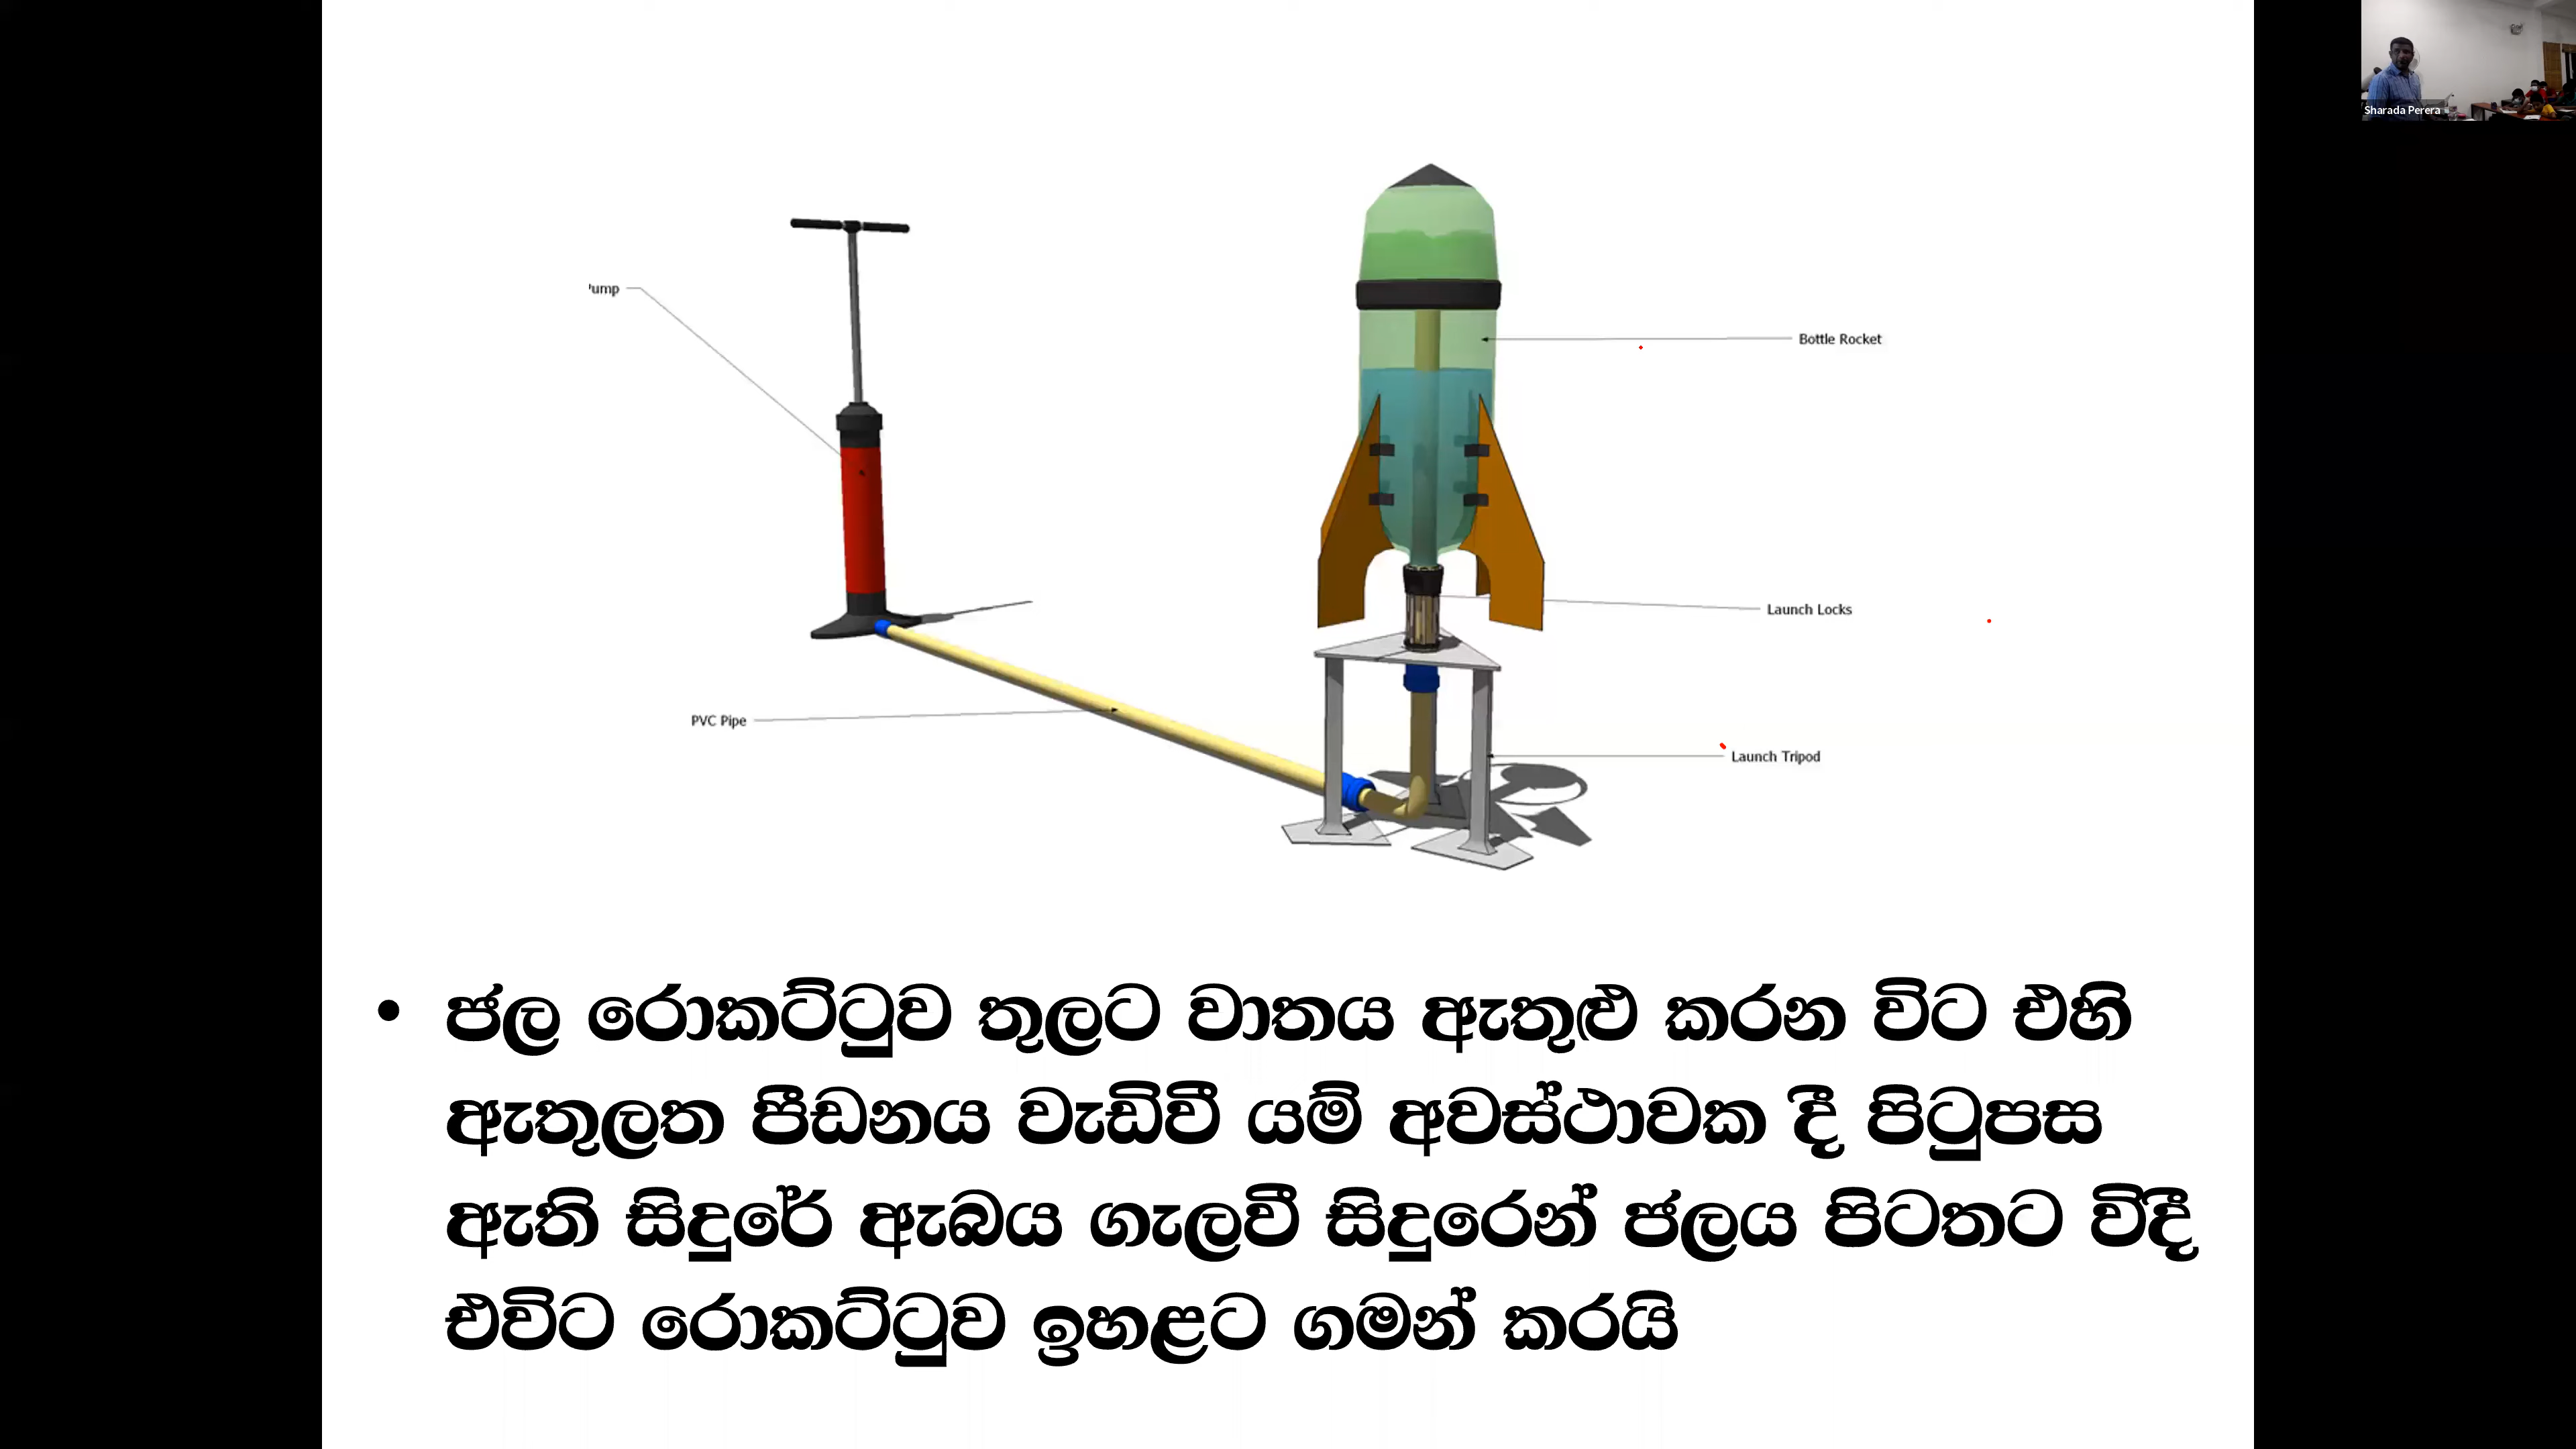 Sharada Perera
Pump
Bottle Rocket
Launch Locks
PVC Pipe
Launch Tripod
• ජල රොකට්ටුව තුලට වාතය ඇතුළු කරන විට එහි
ඇතුලත පීඩනය වැඩිවී යම් අවස්ථාවක දී පිටුපස
ඇති සිදුරේ ඇබය ගැලවී සිදුරෙන් ජලය පිටතට විදී
එවිට රොකට්ටුව ඉහළට ගමන් කරයි